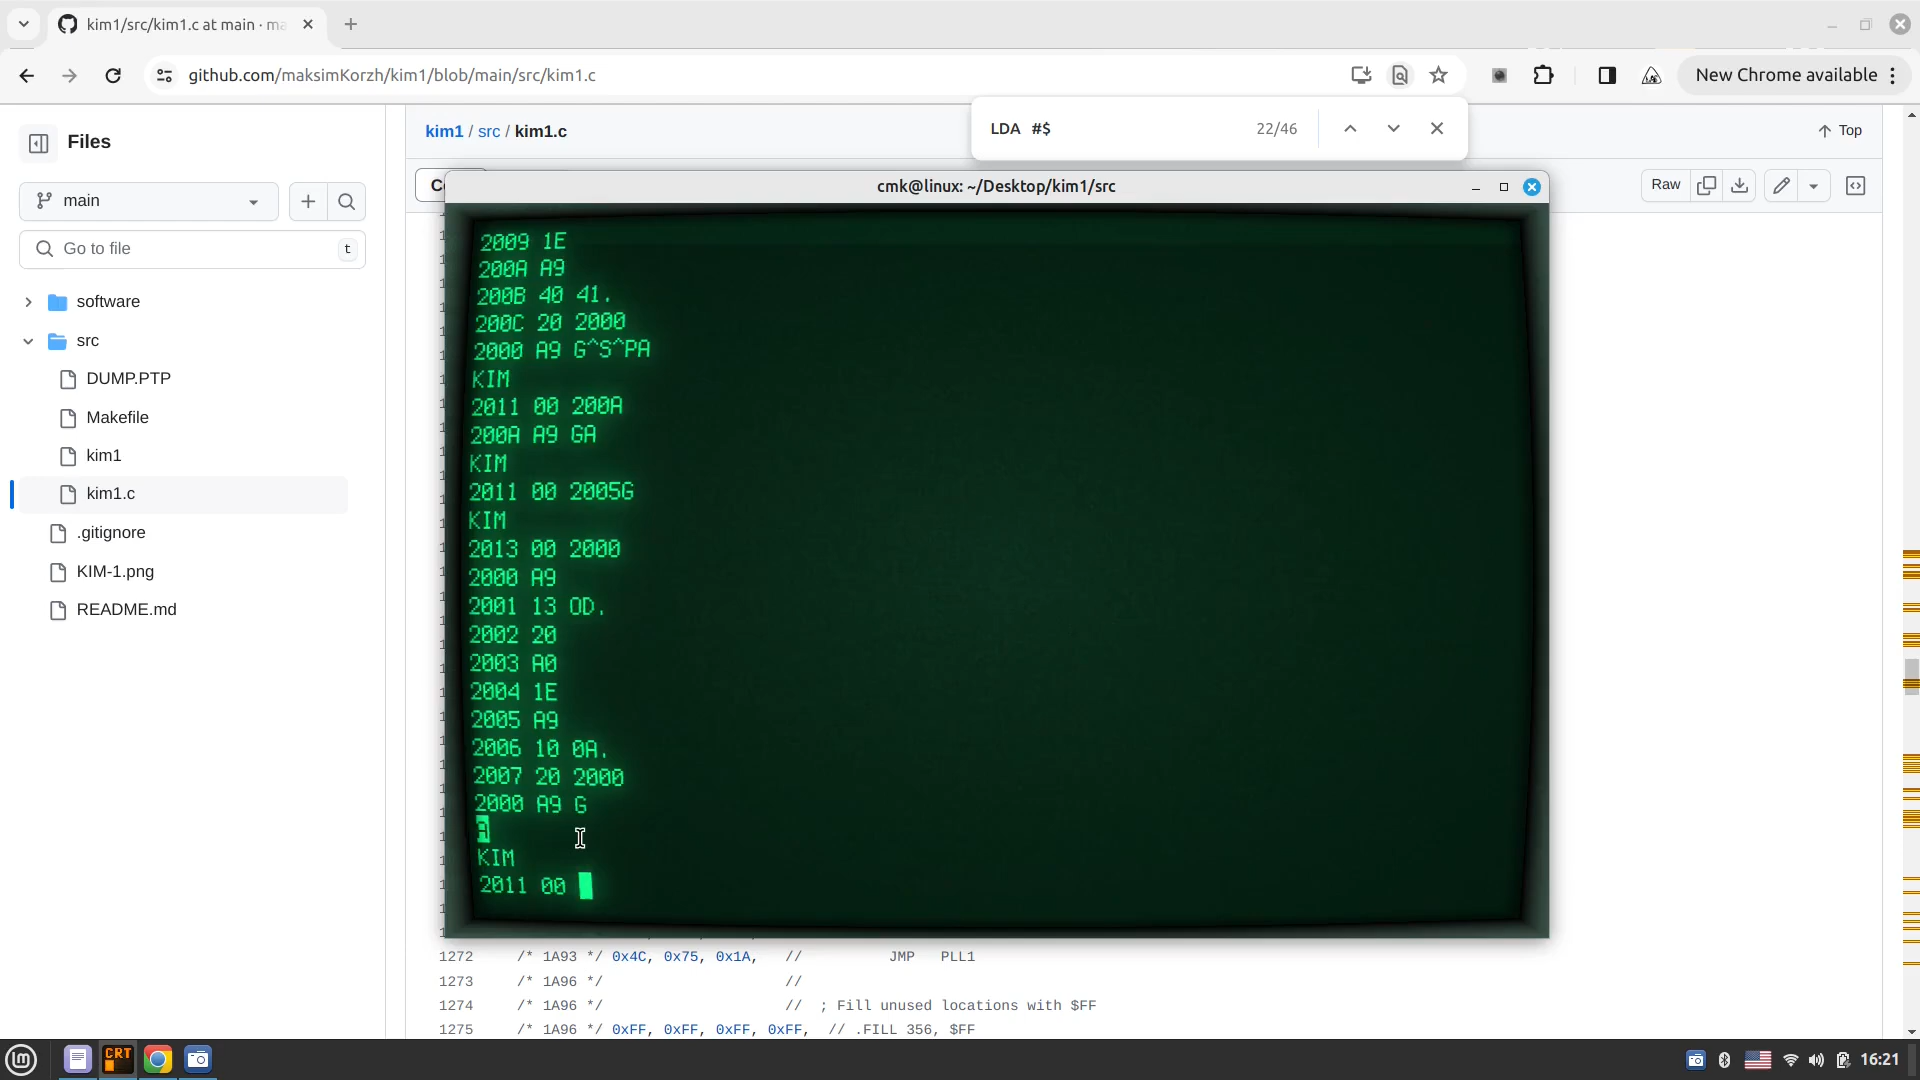 kim1/src/kim1.c at main · ma
github.com/maksimKorzh/kim1/blob/main/src/kim1.c
New Chrome available
LDA #$
22/46
Files
kim1 / src / kim1.c
Top
main
Raw
cmk@linux: ~/Desktop/kim1/src
Go to file
t
software
src
DUMP.PTP
Makefile
kim1
kim1.c
.gitignore
KIM-1.png
README.md
2009 1E
200A A9
200B 40 41.
200C 20 2000
2000 A9 G^S^PA
KIM
2011 00 200A
200A A9 GA
KIM
2011 00 2005G
KIM
2013 00 2000
2000 A9
2001 13 0D.
2002 20
2003 A0
2004 1E
2005 A9
2006 10 0A.
2007 20 2000
2000 A9 G
A
KIM
2011 00
1272 /* 1A93 */ 0x4C, 0x75, 0x1A, // JMP PLL1
1273 /* 1A96 */ //
1274 /* 1A96 */ // ; Fill unused locations with $FF
1275 /* 1A96 */ 0xFF, 0xFF, 0xFF, 0xFF, // .FILL 356, $FF
CRT
16:21